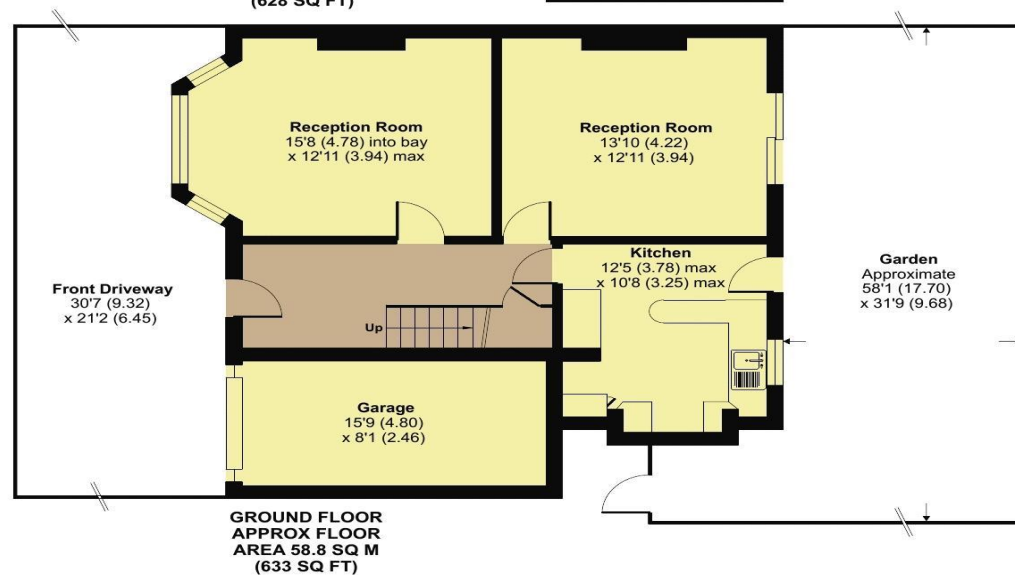 (628 SQ FT)
Reception Room
15'8 (4.78) into bay
x 12'11 (3.94) max
Reception Room
13'10 (4.22)
x 12'11 (3.94)
Kitchen
12'5 (3.78) max
x 10'8 (3.25) max
Garden
Approximate
58'1 (17.70)
x 31'9 (9.68)
Front Driveway
30'7 (9.32)
x 21'2 (6.45)
Up
Garage
15'9 (4.80)
x 8'1 (2.46)
GROUND FLOOR
APPROX FLOOR
AREA 58.8 SQ M
(633 SQ FT)